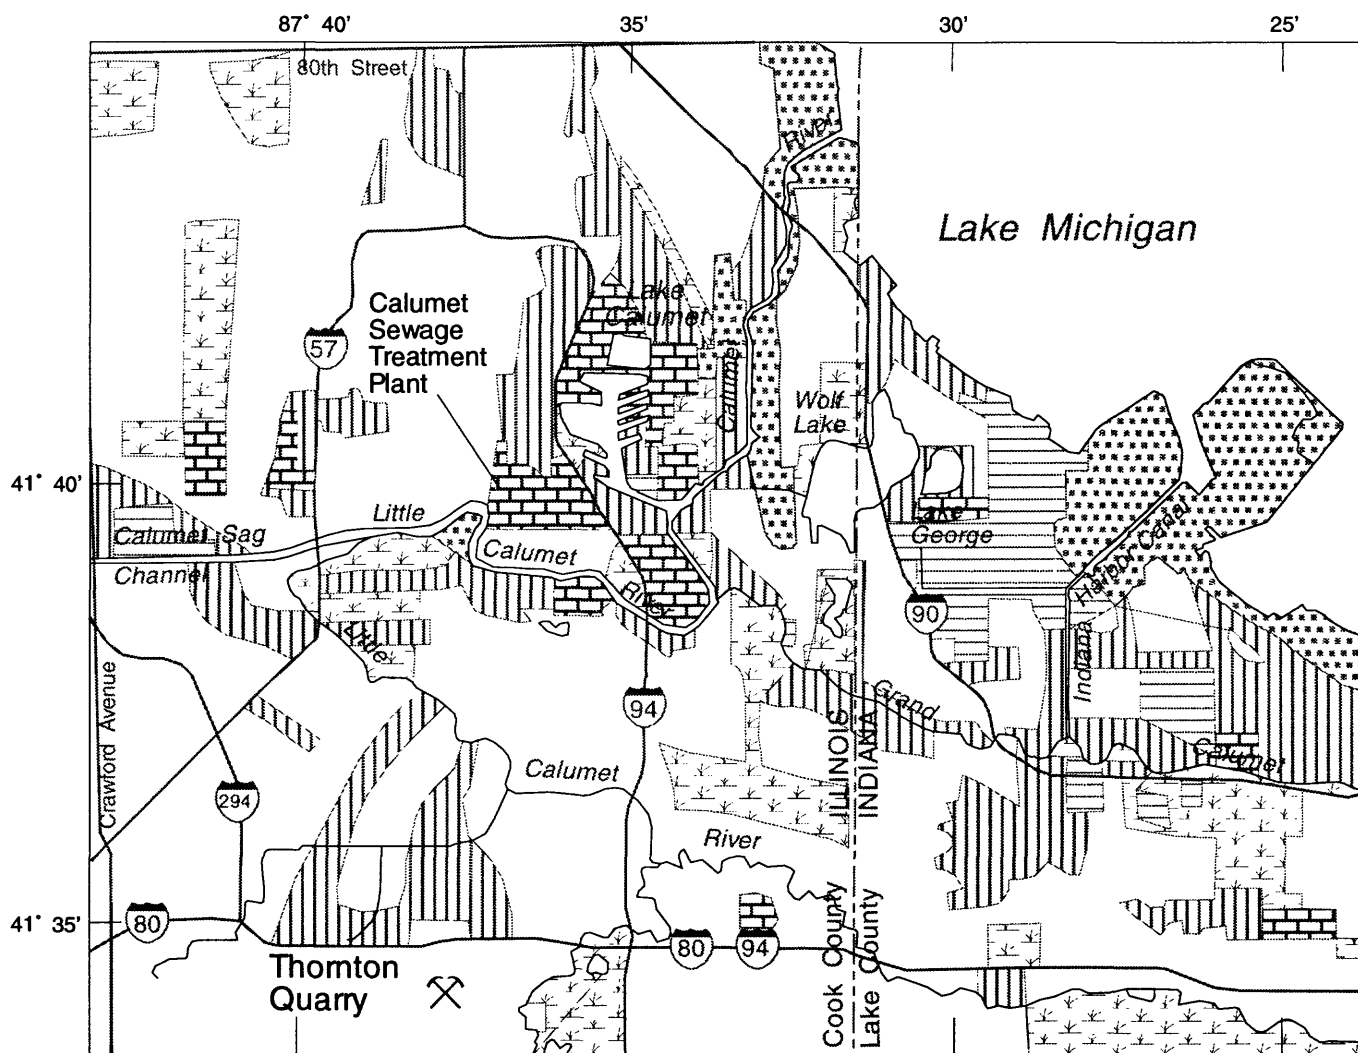 87° 40'
35'
30'
25'
80th Street
River
Lake Michigan
Calumet
Sewage
Treatment
Plant
Lake
Calumet
57
Calumet
Wolf
Lake
41° 40'
Little
Calumet Sag
Channel
Calumet
River
Lake
George
Harbor Canal
90
Indiana
Little
Crawford Avenue
94
Grand
Calumet
ILLINOIS
INDIANA
294
Calumet
River
41° 35'
80
80
94
Cook County
Lake County
Thornton
Quarry